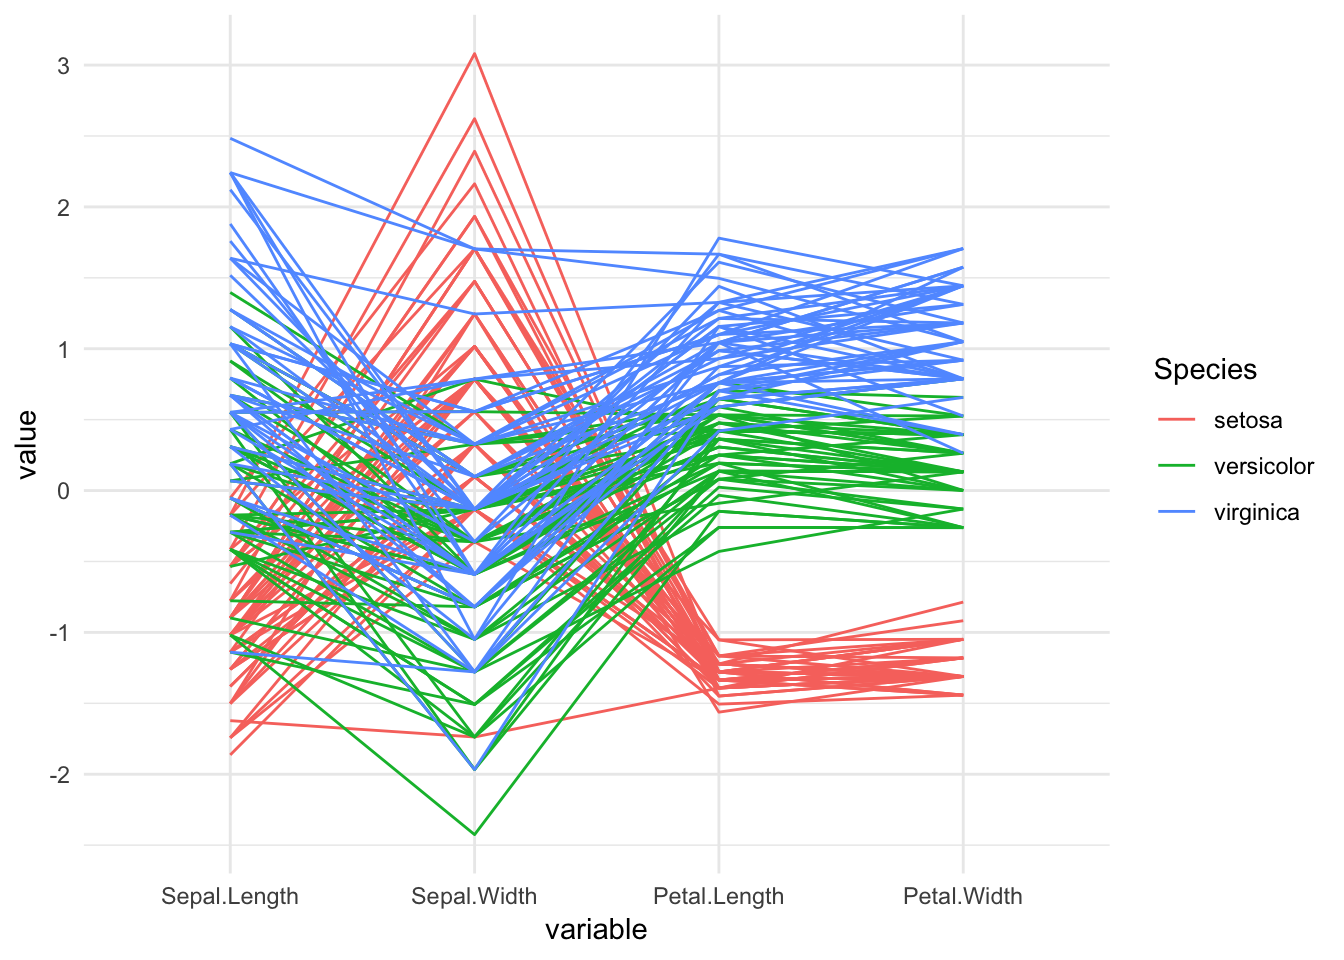 3
2
1
0
-1
-2
value
Sepal.Length Sepal.Width Petal.Length Petal.Width
variable
Species
setosa
versicolor
virginica